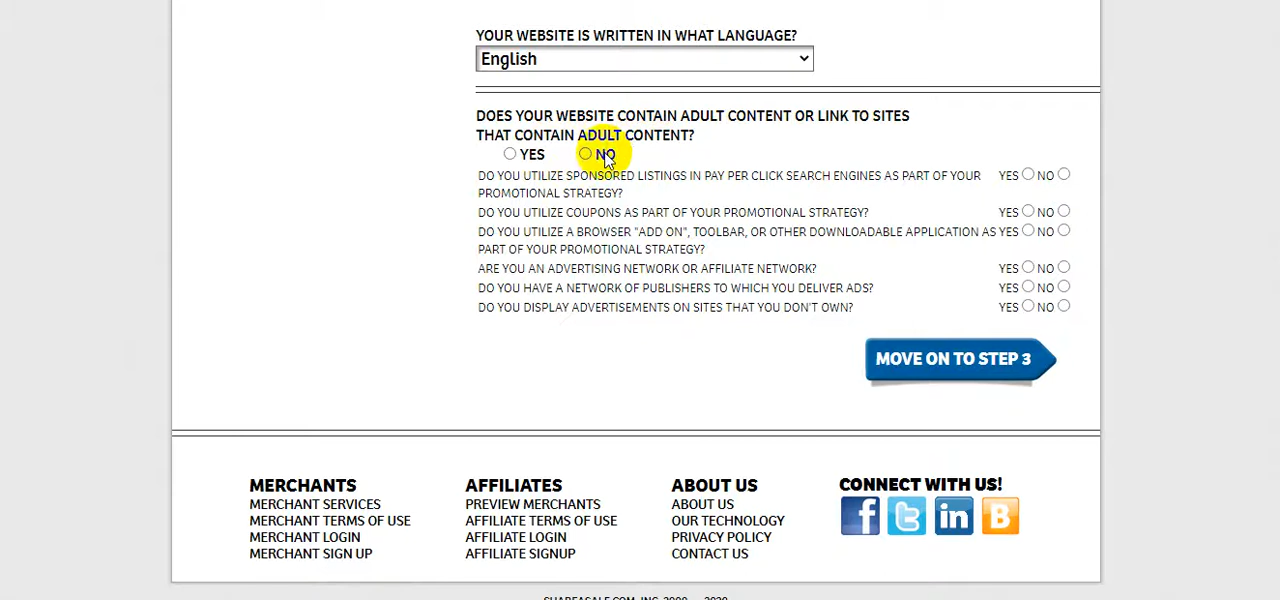 YOUR WEBSITE IS WRITTEN IN WHAT LANGUAGE?
English
DOES YOUR WEBSITE CONTAIN ADULT CONTENT OR LINK TO SITES
THAT CONTAIN ADULT CONTENT?
YES NO
DO YOU UTILIZE SPONSORED LISTINGS IN PAY PER CLICK SEARCH ENGINES AS PART OF YOUR YES NO
PROMOTIONAL STRATEGY?
DO YOU UTILIZE COUPONS AS PART OF YOUR PROMOTIONAL STRATEGY? YES NO
DO YOU UTILIZE A BROWSER "ADD ON", TOOLBAR, OR OTHER DOWNLOADABLE APPLICATION AS YES NO
PART OF YOUR PROMOTIONAL STRATEGY?
ARE YOU AN ADVERTISING NETWORK OR AFFILIATE NETWORK? YES NO
DO YOU HAVE A NETWORK OF PUBLISHERS TO WHICH YOU DELIVER ADS? YES NO
DO YOU DISPLAY ADVERTISEMENTS ON SITES THAT YOU DON'T OWN? YES NO
MOVE ON TO STEP 3
MERCHANTS
MERCHANT SERVICES
MERCHANT TERMS OF USE
MERCHANT LOGIN
MERCHANT SIGN UP
AFFILIATES
PREVIEW MERCHANTS
AFFILIATE TERMS OF USE
AFFILIATE LOGIN
AFFILIATE SIGNUP
ABOUT US
ABOUT US
OUR TECHNOLOGY
PRIVACY POLICY
CONTACT US
CONNECT WITH US!
f t in B
SHAREASALE.COM, INC. 2000 - 2020